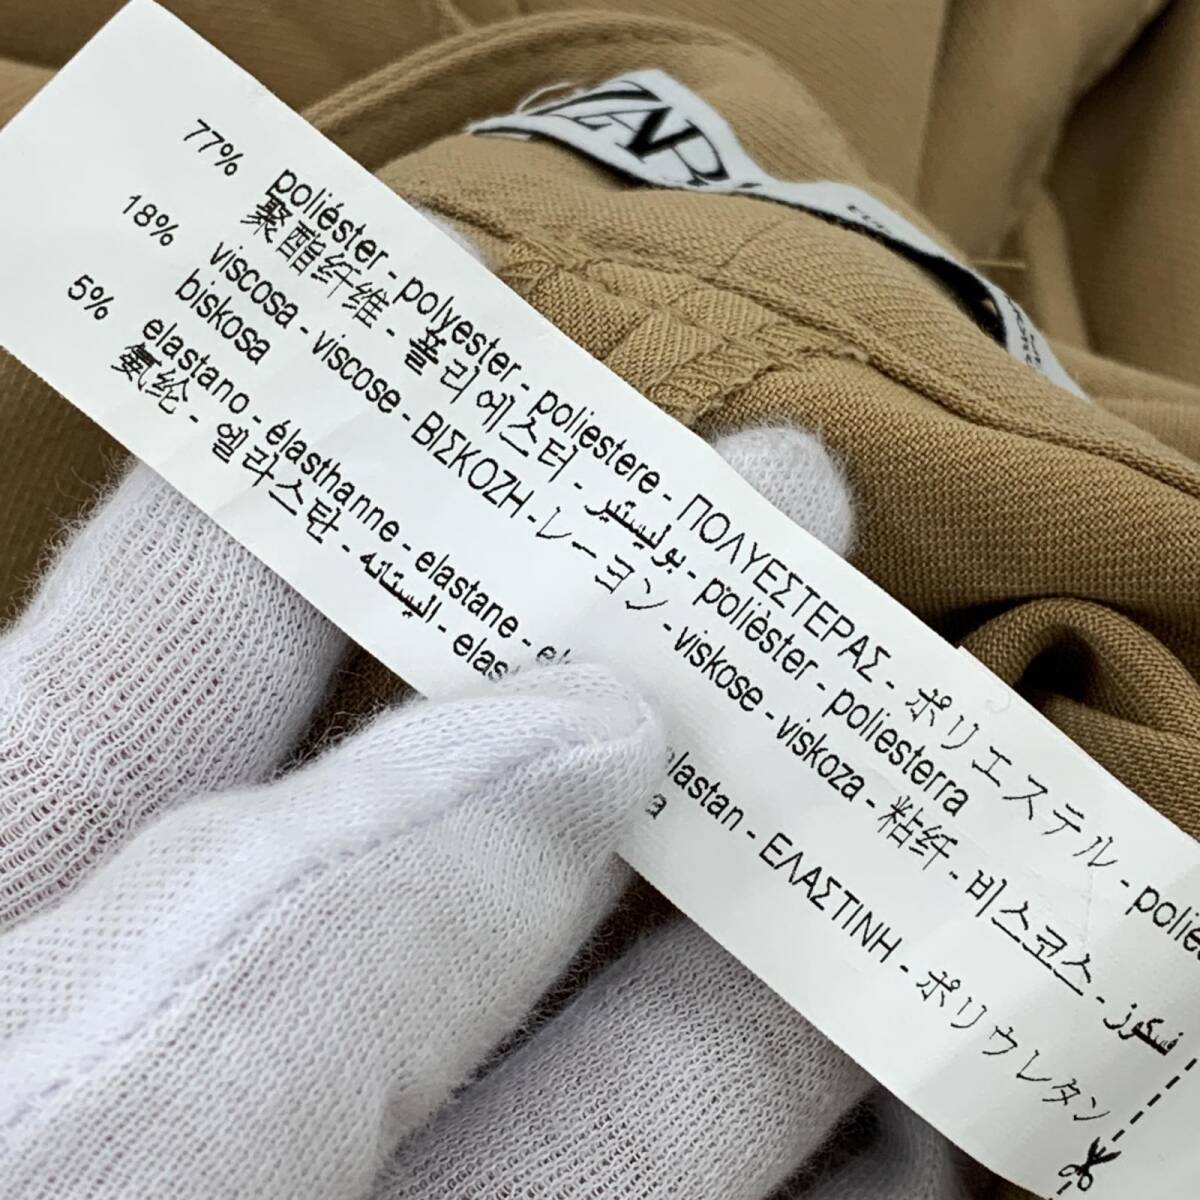 ZARA
77% poliéster - polyester - poliestere - ΠΟΛΥΕΣΤΕΡΑΣ - ポリエステル -
聚酯纤维 - 폴리에스터 - بوليستير - polièster - poliesterra
18% viscosa - viscose - ΒΙΣΚΟΖΗ - レーヨン - viskose - viskoza - 粘纤 - 비스코스 - فسكوز
biskosa
5% elastano - élasthanne - elastane - elastan - ΕΛΑΣΤΙΝΗ - ポリウレタン
氨纶 - 엘라스탄 - اليستانه -